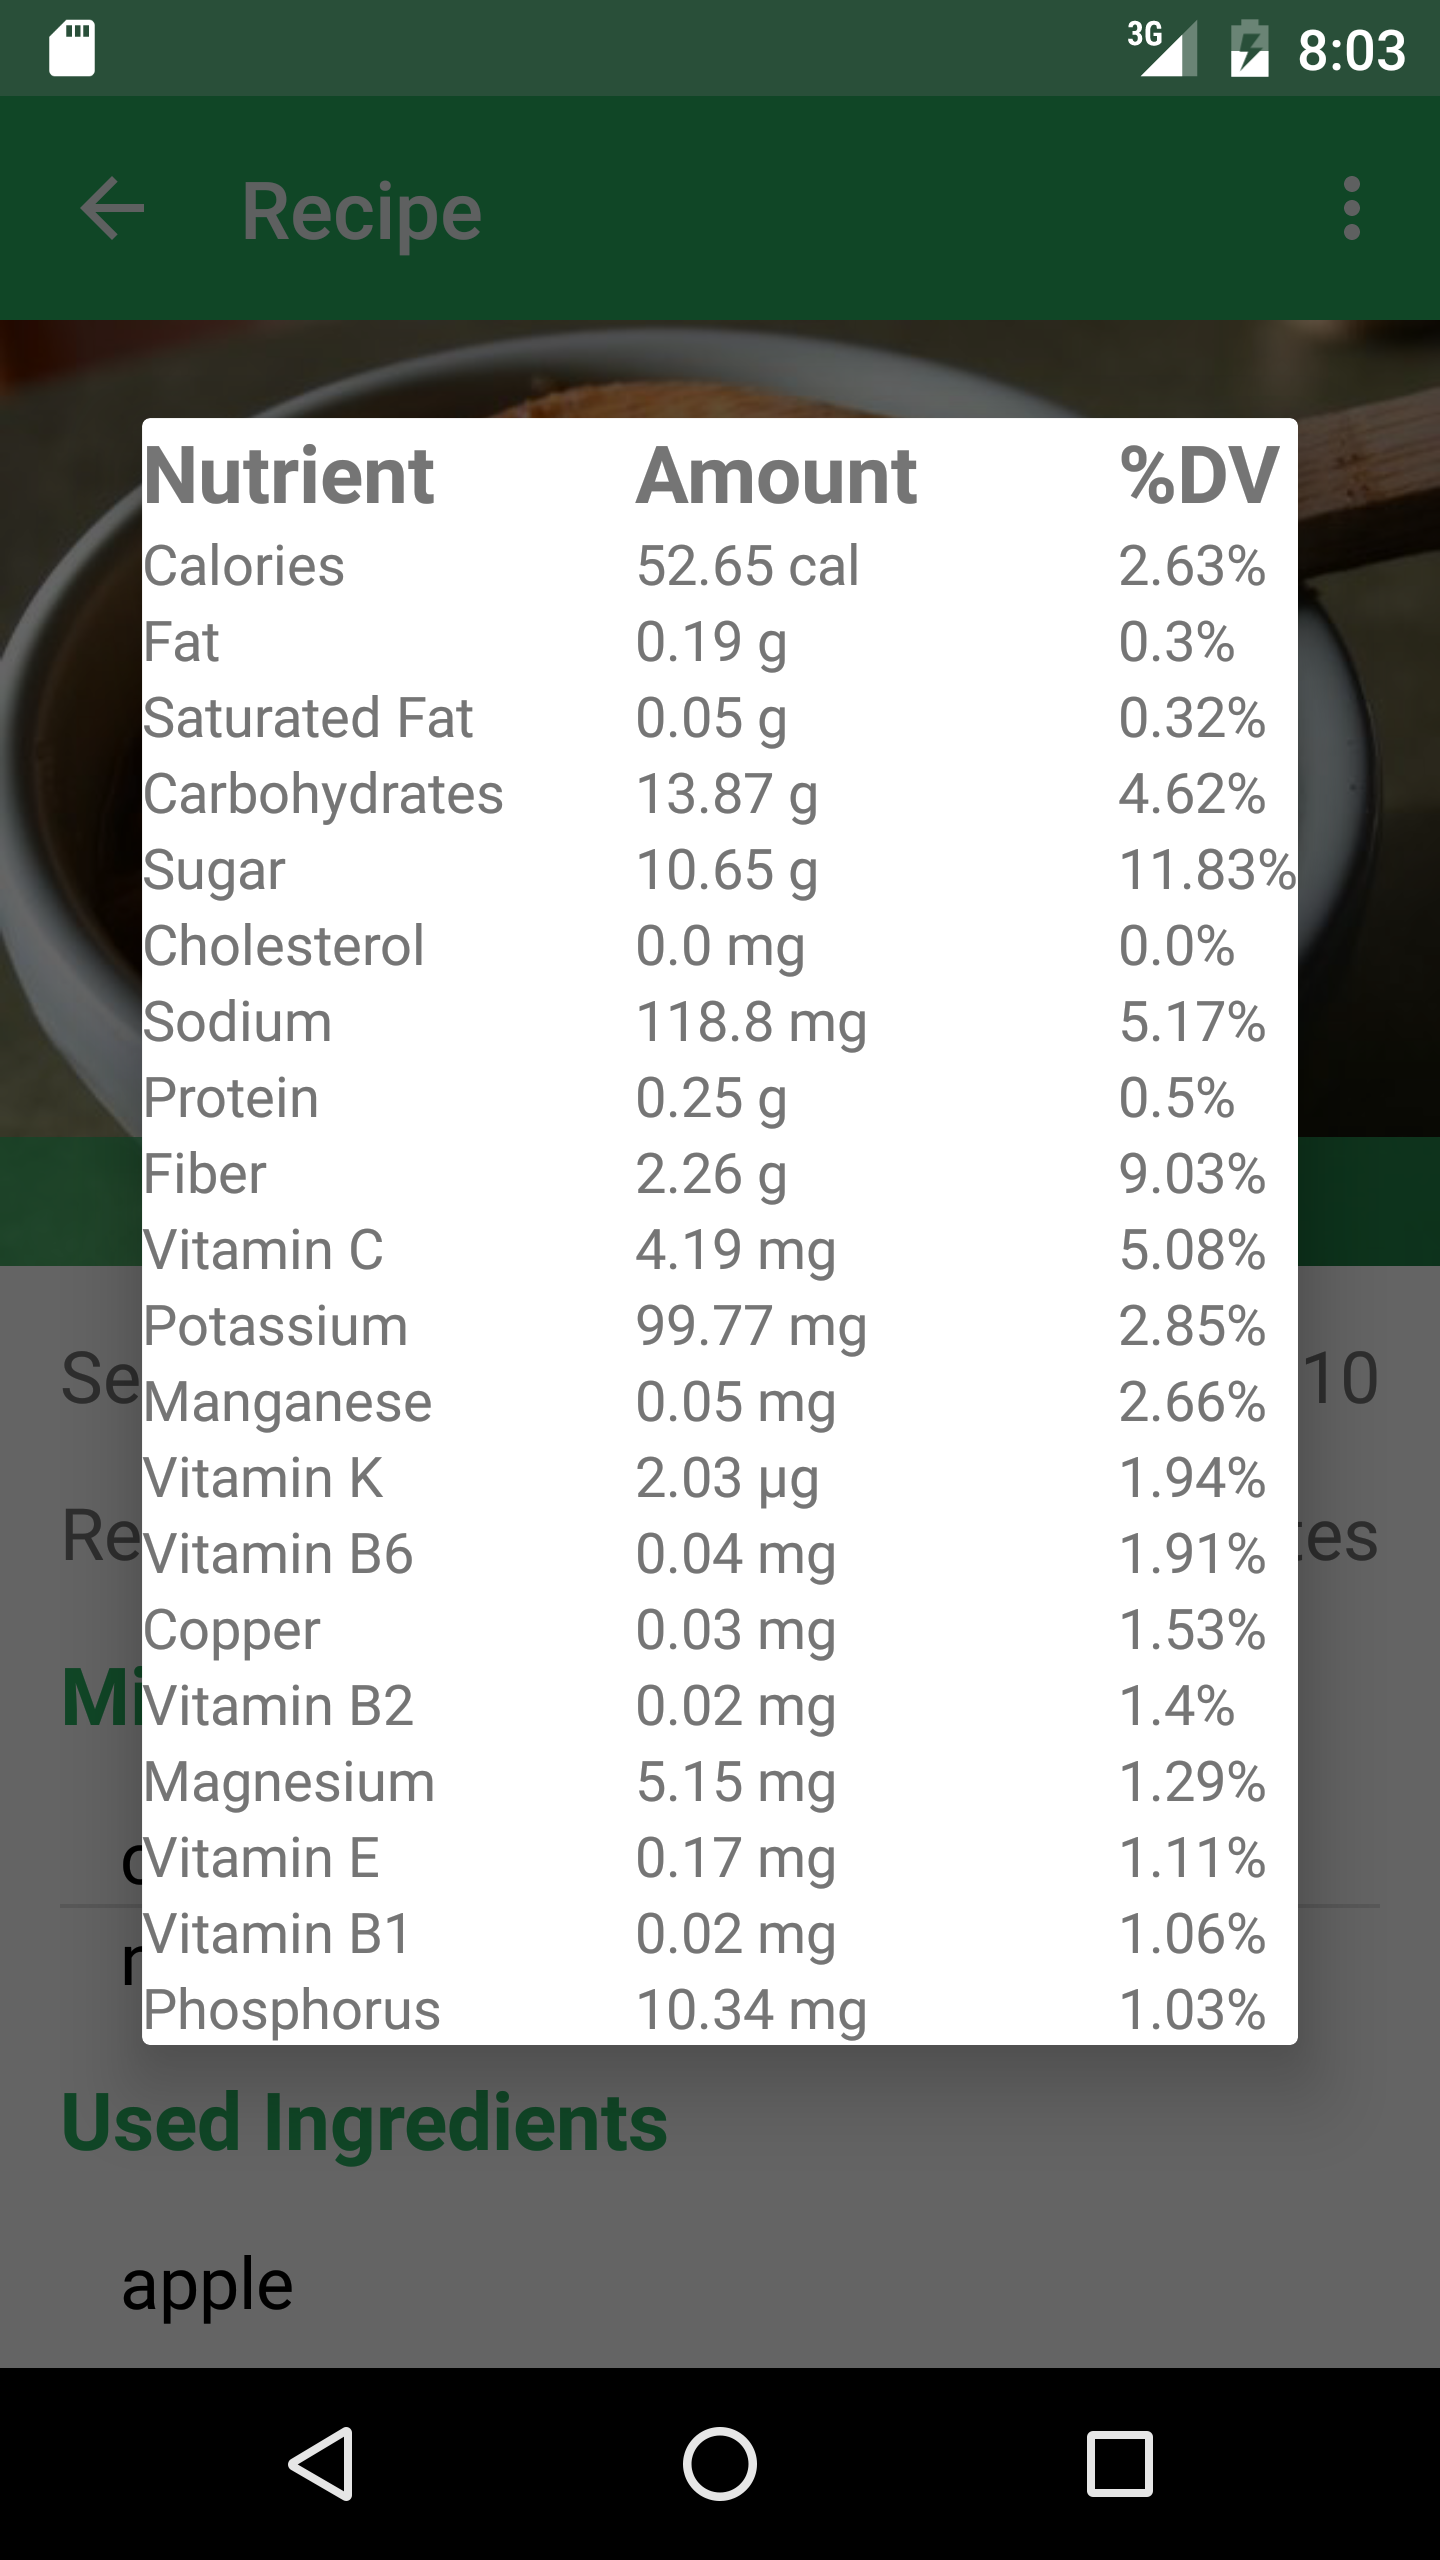 3G 8:03
Recipe
Nutrient Amount %DV
Calories 52.65 cal 2.63%
Fat 0.19 g 0.3%
Saturated Fat 0.05 g 0.32%
Carbohydrates 13.87 g 4.62%
Sugar 10.65 g 11.83%
Cholesterol 0.0 mg 0.0%
Sodium 118.8 mg 5.17%
Protein 0.25 g 0.5%
Fiber 2.26 g 9.03%
Vitamin C 4.19 mg 5.08%
Potassium 99.77 mg 2.85%
10
Manganese 0.05 mg 2.66%
Vitamin K 2.03 µg 1.94%
Vitamin B6 0.04 mg 1.91%
Copper 0.03 mg 1.53%
Vitamin B2 0.02 mg 1.4%
Magnesium 5.15 mg 1.29%
Vitamin E 0.17 mg 1.11%
Vitamin B1 0.02 mg 1.06%
Phosphorus 10.34 mg 1.03%
Used Ingredients
apple